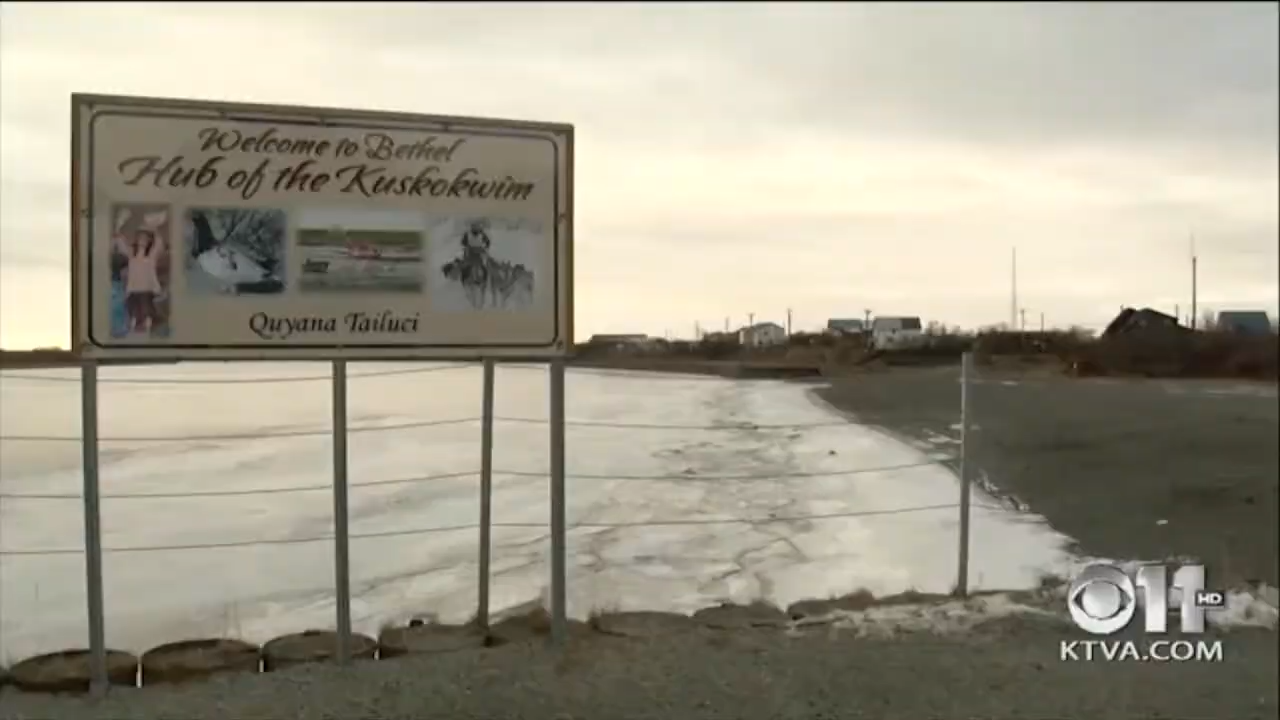 Welcome to Bethel
Hub of the Kuskokwim
Quyana Tailuci
11 HD
KTVA.COM